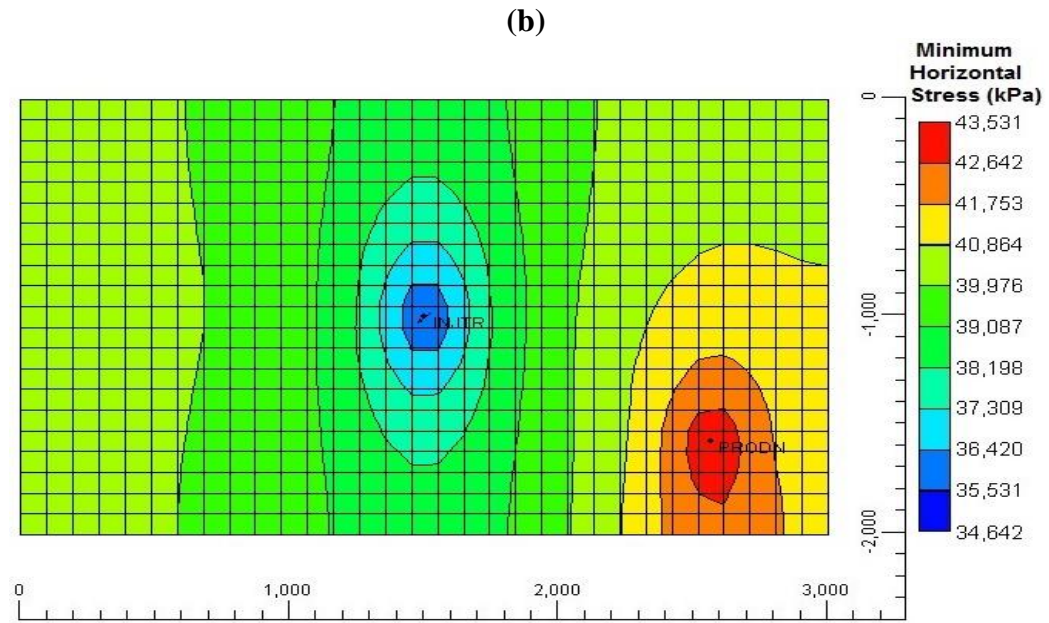 (b)
Minimum
Horizontal
Stress (kPa)
43,531
42,642
41,753
40,864
39,976
39,087
38,198
37,309
36,420
35,531
34,642
0
-1,000
-2,000
INJTR
PRODN
0 1,000 2,000 3,000